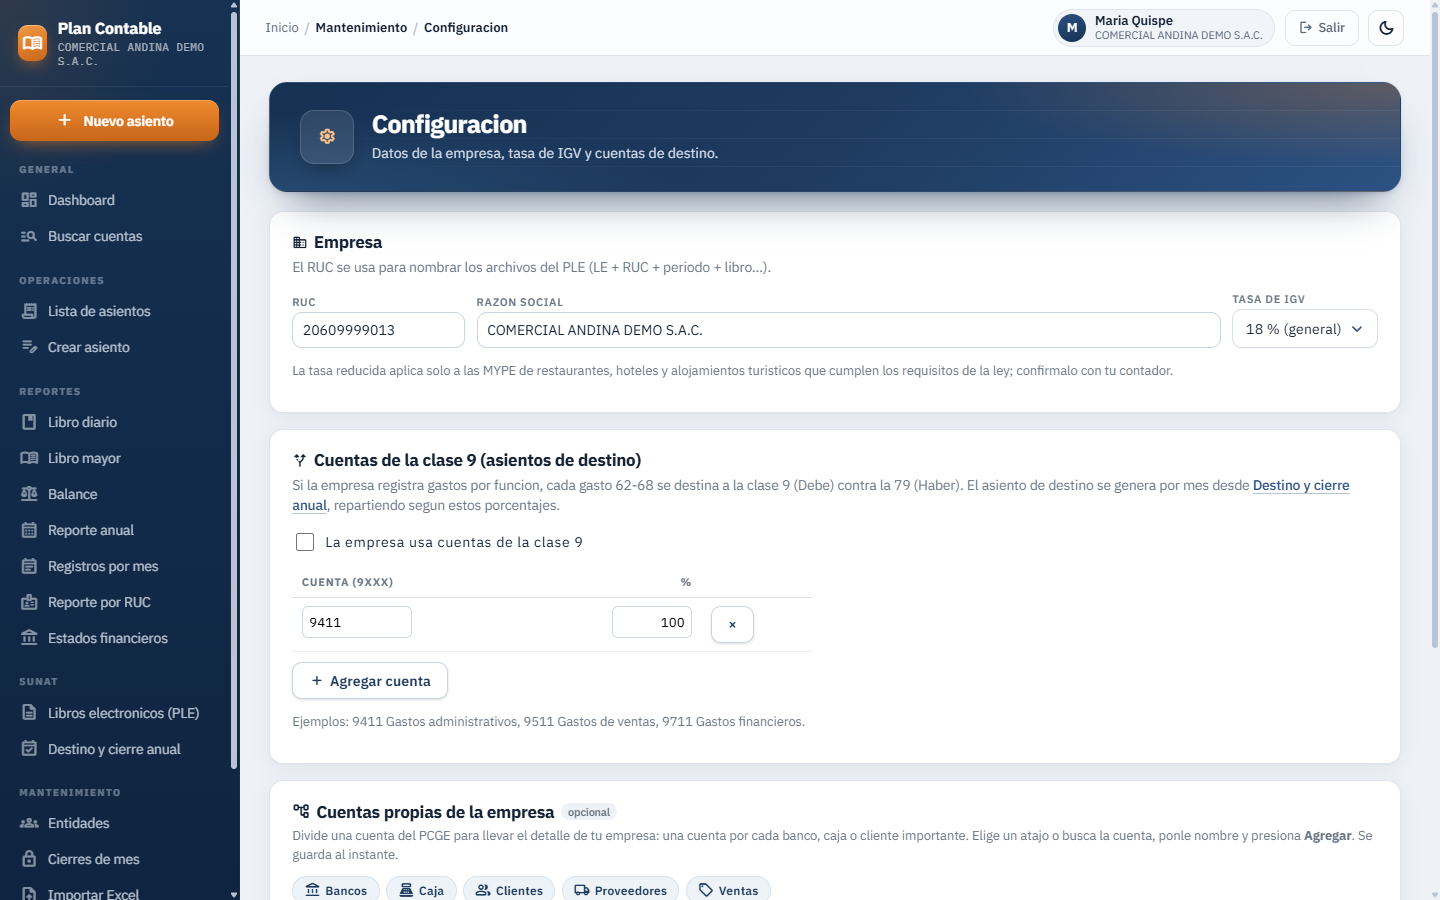 Plan Contable
COMERCIAL ANDINA DEMO
S.A.C.
Nuevo asiento
GENERAL
Dashboard
Buscar cuentas
OPERACIONES
Lista de asientos
Crear asiento
REPORTES
Libro diario
Libro mayor
Balance
Reporte anual
Registros por mes
Reporte por RUC
Estados financieros
SUNAT
Libros electronicos (PLE)
Destino y cierre anual
MANTENIMIENTO
Entidades
Cierres de mes
Importar Excel
Inicio / Mantenimiento / Configuracion
M
Maria Quispe
COMERCIAL ANDINA DEMO S.A.C.
Salir
Configuracion
Datos de la empresa, tasa de IGV y cuentas de destino.
Empresa
El RUC se usa para nombrar los archivos del PLE (LE + RUC + periodo + libro...).
RUC
20609999013
RAZON SOCIAL
COMERCIAL ANDINA DEMO S.A.C.
TASA DE IGV
18 % (general)
La tasa reducida aplica solo a las MYPE de restaurantes, hoteles y alojamientos turisticos que cumplen los requisitos de la ley; confirmalo con tu contador.
Cuentas de la clase 9 (asientos de destino)
Si la empresa registra gastos por funcion, cada gasto 62-68 se destina a la clase 9 (Debe) contra la 79 (Haber). El asiento de destino se genera por mes desde Destino y cierre
anual, repartiendo segun estos porcentajes.
La empresa usa cuentas de la clase 9
CUENTA (9XXX) %
9411 100 ×
+ Agregar cuenta
Ejemplos: 9411 Gastos administrativos, 9511 Gastos de ventas, 9711 Gastos financieros.
Cuentas propias de la empresa opcional
Divide una cuenta del PCGE para llevar el detalle de tu empresa: una cuenta por cada banco, caja o cliente importante. Elige un atajo o busca la cuenta, ponle nombre y presiona Agregar. Se
guarda al instante.
Bancos Caja Clientes Proveedores Ventas